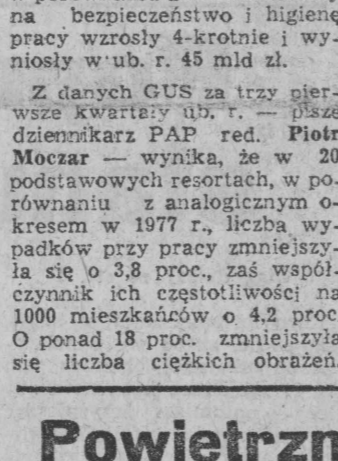 na bezpieczeństwo i higienę
pracy wzrosły 4-krotnie i wy-
niosły w ub. r. 45 mld zł.
Z danych GUS za trzy pier-
wsze kwartały ub. r. — pisze
dziennikarz PAP red. Piotr
Moczar — wynika, że w 20
podstawowych resortach, w po-
równaniu z analogicznym o-
kresem w 1977 r., liczba wy-
padków przy pracy zmniejszy-
ła się o 3,8 proc., zaś współ-
czynnik ich częstotliwości na
1000 mieszkańców o 4,2 proc.
O ponad 18 proc. zmniejszyła
się liczba ciężkich obrażeń.
Powietrzn